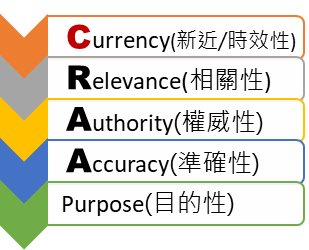 Currency(新近/時效性)
Relevance(相關性)
Authority(權威性)
Accuracy(準確性)
Purpose(目的性)